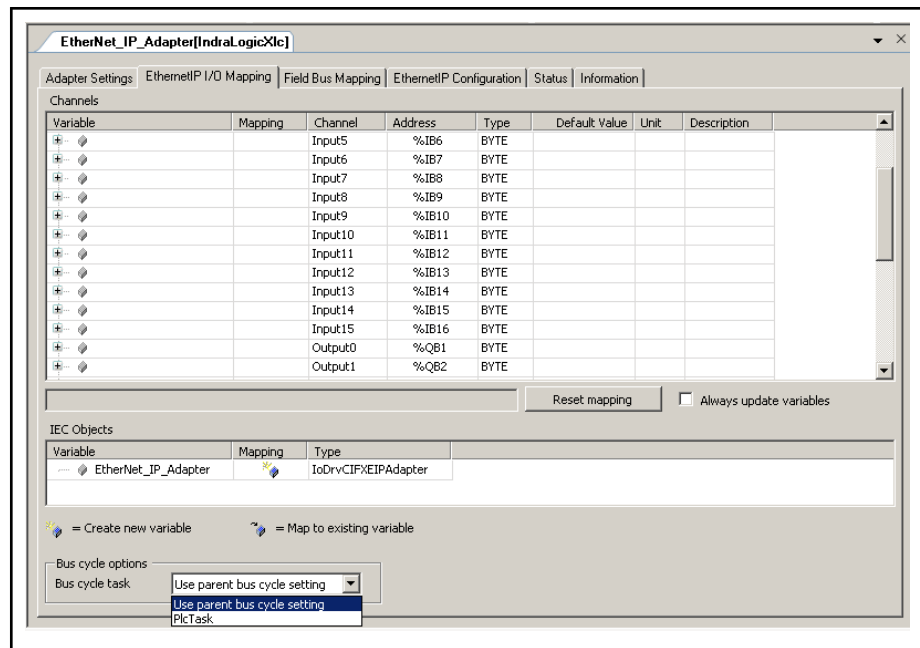 EtherNet_IP_Adapter[IndraLogicXlc]
Adapter Settings EthernetIP I/O Mapping Field Bus Mapping EthernetIP Configuration Status Information
Channels
Variable Mapping Channel Address Type Default Value Unit Description
Input5 %IB6 BYTE
Input6 %IB7 BYTE
Input7 %IB8 BYTE
Input8 %IB9 BYTE
Input9 %IB10 BYTE
Input10 %IB11 BYTE
Input11 %IB12 BYTE
Input12 %IB13 BYTE
Input13 %IB14 BYTE
Input14 %IB15 BYTE
Input15 %IB16 BYTE
Output0 %QB1 BYTE
Output1 %QB2 BYTE
Reset mapping Always update variables
IEC Objects
Variable Mapping Type
EtherNet_IP_Adapter IoDrvCIFXEIPAdapter
= Create new variable = Map to existing variable
Bus cycle options
Bus cycle task Use parent bus cycle setting
Use parent bus cycle setting
PlcTask